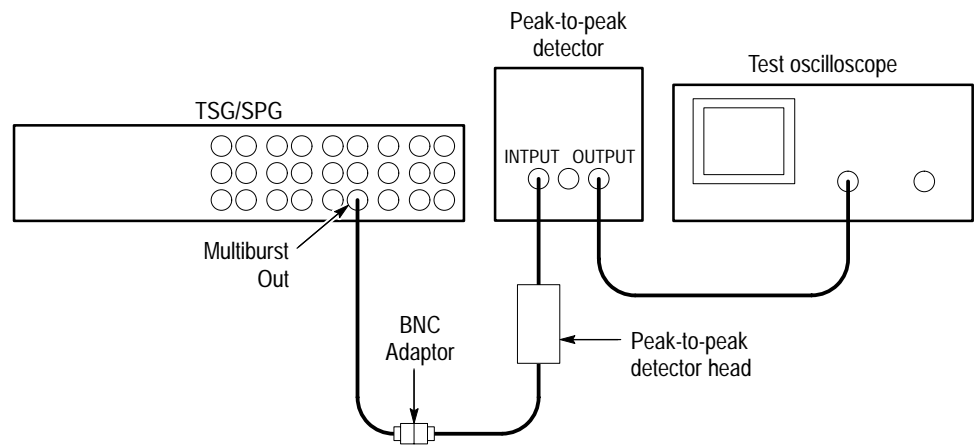 Peak-to-peak
detector
Test oscilloscope
TSG/SPG
INTPUT
OUTPUT
Multiburst
Out
BNC
Adaptor
Peak-to-peak
detector head